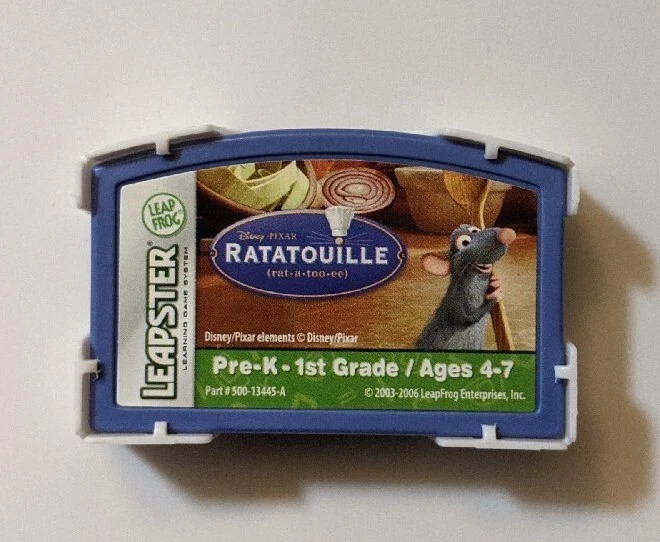 LEAP
FROG
LEAPSTER®
LEARNING GAME SYSTEM
Disney PIXAR
RATATOUILLE
(rat•a•too•ee)
Disney/Pixar elements © Disney/Pixar
Pre-K - 1st Grade / Ages 4-7
Part # 500-13445-A
© 2003-2006 LeapFrog Enterprises, Inc.